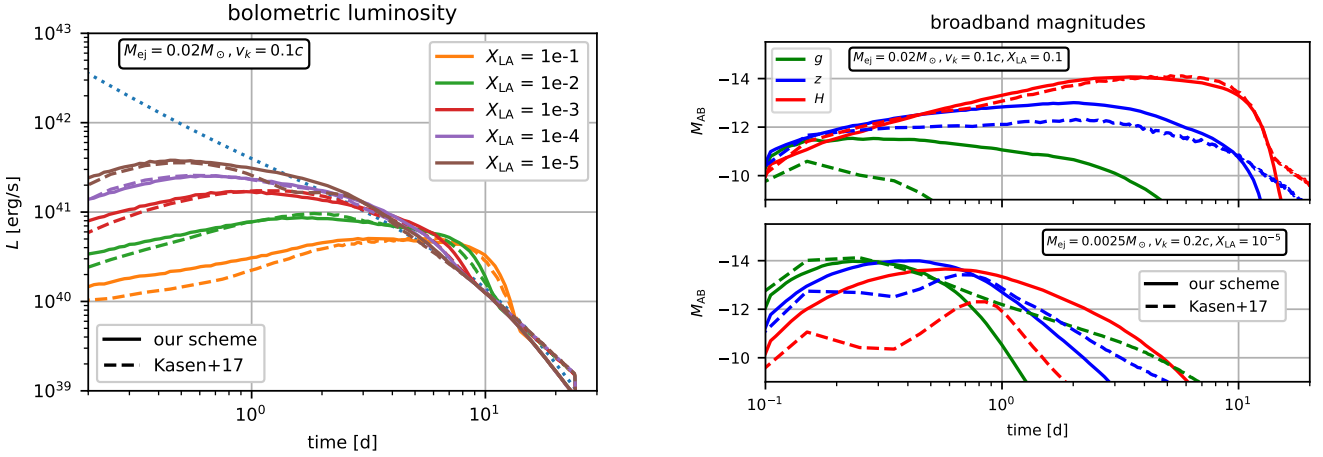 bolometric luminosity
M_ej = 0.02M_⊙, v_k = 0.1c
X_LA = 1e-1
X_LA = 1e-2
X_LA = 1e-3
X_LA = 1e-4
X_LA = 1e-5
our scheme
Kasen+17
L [erg/s]
10^43
10^42
10^41
10^40
10^39
10^0
10^1
time [d]
broadband magnitudes
g
z
H
M_ej = 0.02M_⊙, v_k = 0.1c, X_LA = 0.1
M_AB
−14
−12
−10
M_ej = 0.0025M_⊙, v_k = 0.2c, X_LA = 10^−5
our scheme
Kasen+17
M_AB
−14
−12
−10
10^−1
10^0
10^1
time [d]